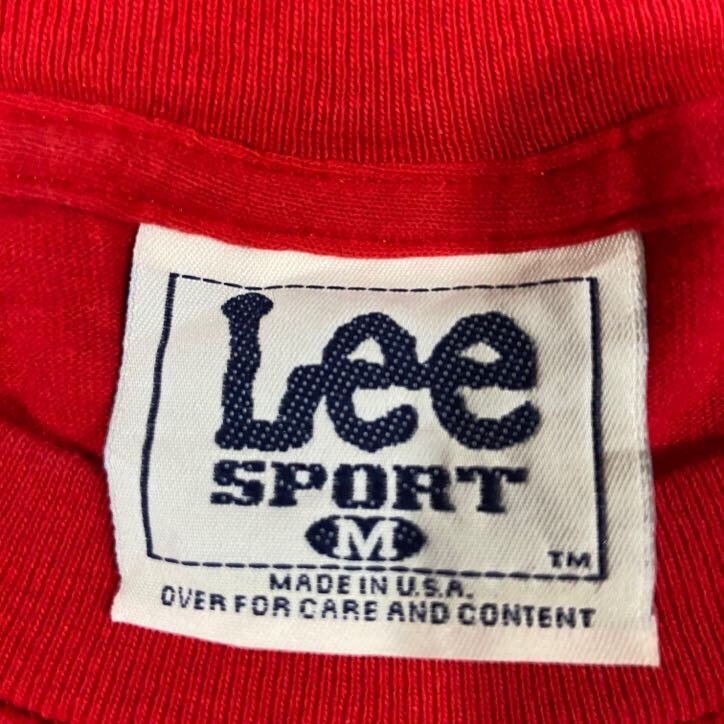 Lee
SPORT
M
TM
MADE IN U.S.A.
OVER FOR CARE AND CONTENT